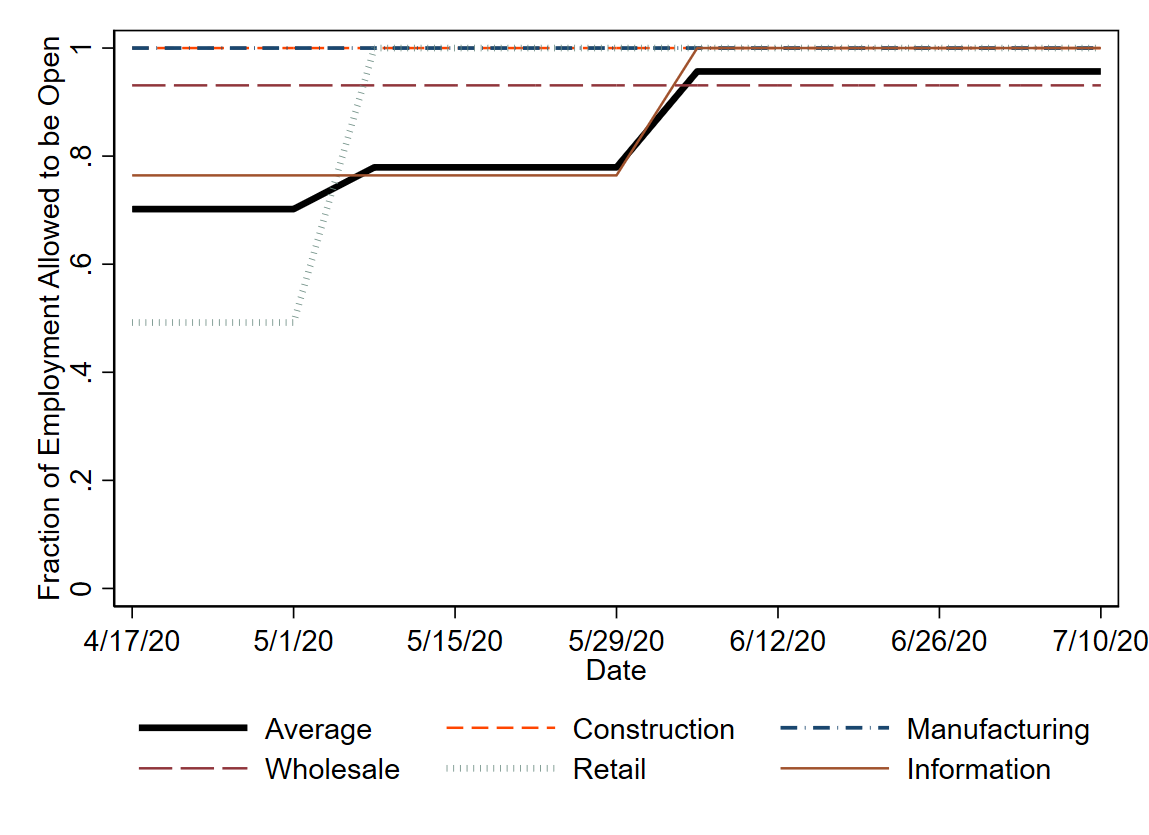 Fraction of Employment Allowed to be Open
1
.8
.6
.4
.2
0
4/17/20 5/1/20 5/15/20 5/29/20 6/12/20 6/26/20 7/10/20
Date
Average Construction Manufacturing
Wholesale Retail Information